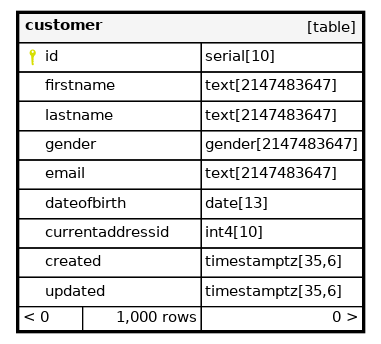 customer [table]
id serial[10]
firstname text[2147483647]
lastname text[2147483647]
gender gender[2147483647]
email text[2147483647]
dateofbirth date[13]
currentaddressid int4[10]
created timestamptz[35,6]
updated timestamptz[35,6]
< 0 1,000 rows 0 >